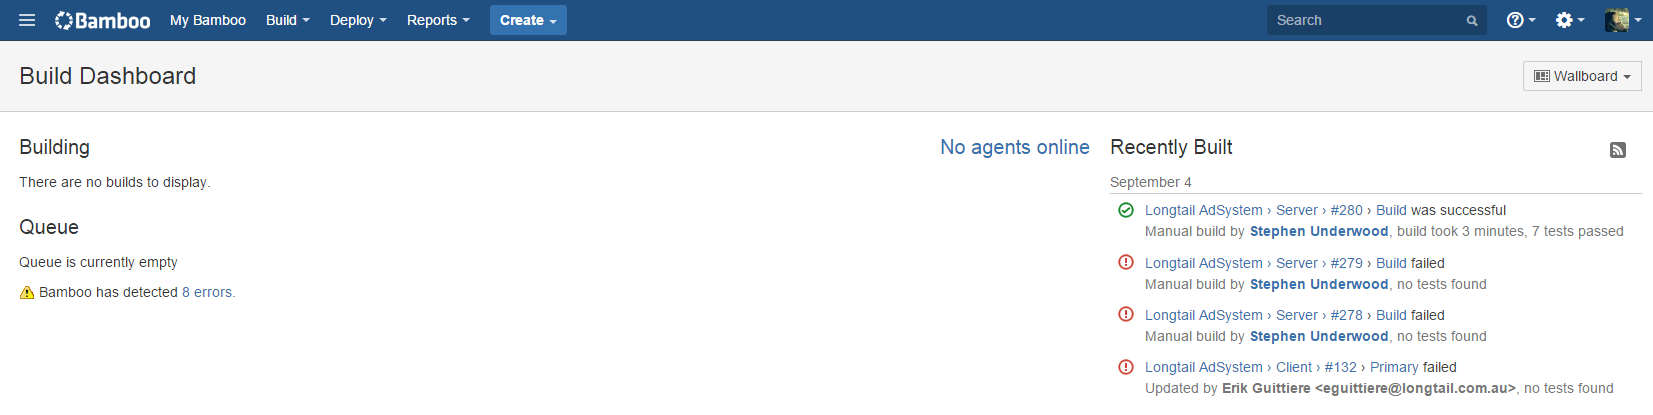 Bamboo My Bamboo Build Deploy Reports Create Search
Build Dashboard
Wallboard
Building
There are no builds to display.
Queue
Queue is currently empty
Bamboo has detected 8 errors.
No agents online
Recently Built
September 4
Longtail AdSystem › Server › #280 › Build was successful
Manual build by Stephen Underwood, build took 3 minutes, 7 tests passed
Longtail AdSystem › Server › #279 › Build failed
Manual build by Stephen Underwood, no tests found
Longtail AdSystem › Server › #278 › Build failed
Manual build by Stephen Underwood, no tests found
Longtail AdSystem › Client › #132 › Primary failed
Updated by Erik Guittiere <eguittiere@longtail.com.au>, no tests found